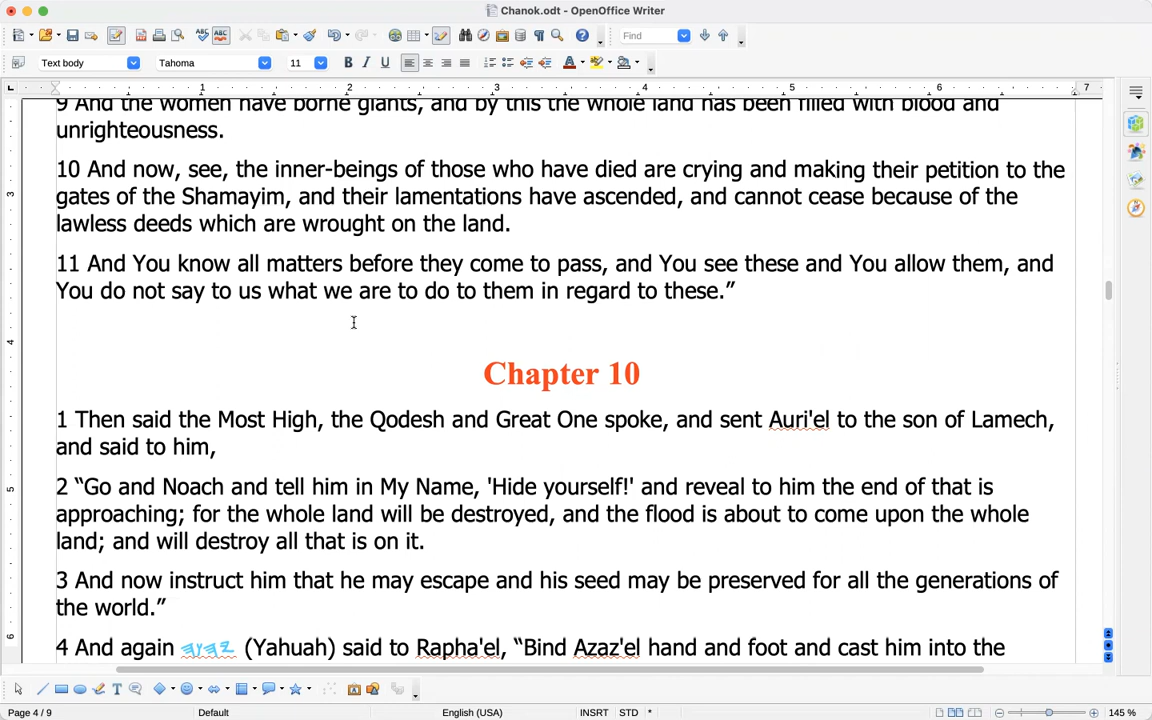 Chanok.odt - OpenOffice Writer
Find
Text body
Tahoma
11
1 2 3 4 5 6 7
9 And the women have borne giants, and by this the whole land has been filled with blood and
unrighteousness.
10 And now, see, the inner-beings of those who have died are crying and making their petition to the
gates of the Shamayim, and their lamentations have ascended, and cannot cease because of the
lawless deeds which are wrought on the land.
11 And You know all matters before they come to pass, and You see these and You allow them, and
You do not say to us what we are to do to them in regard to these.”
Chapter 10
1 Then said the Most High, the Qodesh and Great One spoke, and sent Auri'el to the son of Lamech,
and said to him,
2 “Go and Noach and tell him in My Name, 'Hide yourself!' and reveal to him the end of that is
approaching; for the whole land will be destroyed, and the flood is about to come upon the whole
land; and will destroy all that is on it.
3 And now instruct him that he may escape and his seed may be preserved for all the generations of
the world.”
4 And again (Yahuah) said to Rapha'el, “Bind Azaz'el hand and foot and cast him into the
3
4
5
6
Page 4 / 9
Default
English (USA)
INSRT
STD
*
145 %